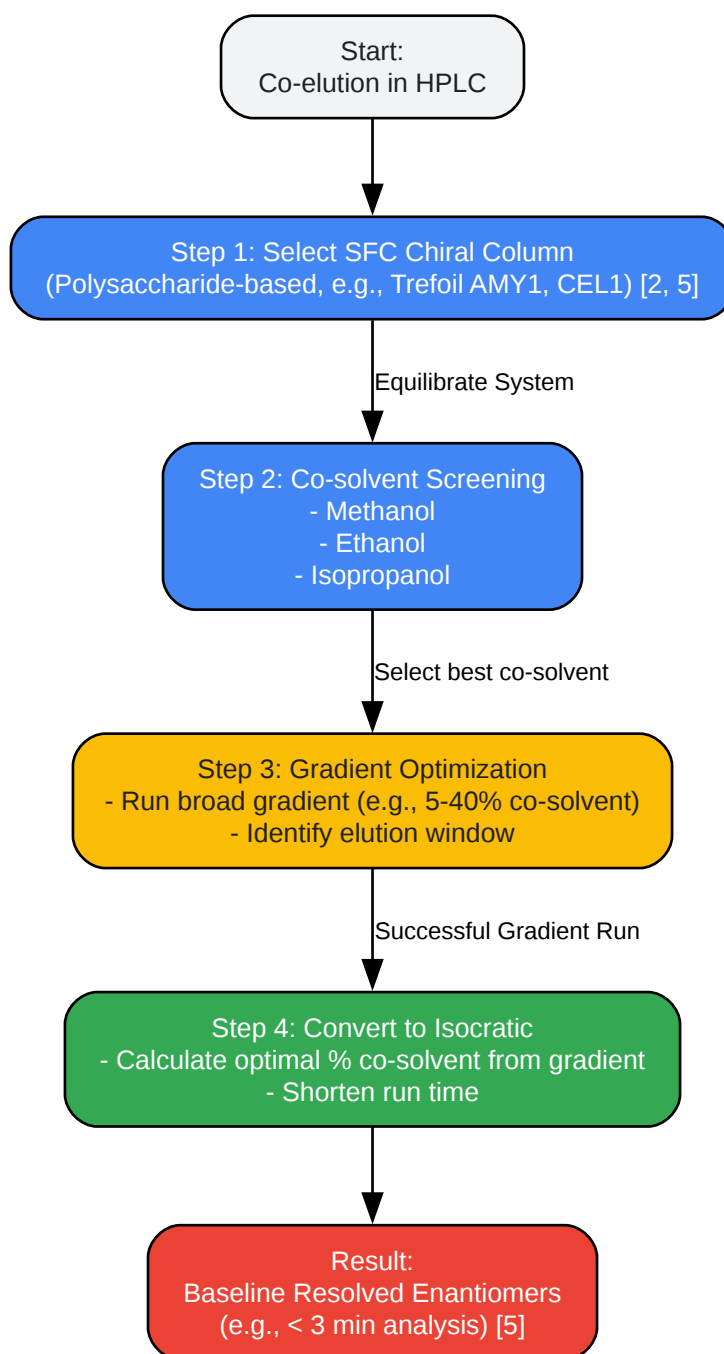 Start:
Co-elution in HPLC
Step 1: Select SFC Chiral Column
(Polysaccharide-based, e.g., Trefoil AMY1, CEL1) [2, 5]
Equilibrate System
Step 2: Co-solvent Screening
- Methanol
- Ethanol
- Isopropanol
Select best co-solvent
Step 3: Gradient Optimization
- Run broad gradient (e.g., 5-40% co-solvent)
- Identify elution window
Successful Gradient Run
Step 4: Convert to Isocratic
- Calculate optimal % co-solvent from gradient
- Shorten run time
Result:
Baseline Resolved Enantiomers
(e.g., < 3 min analysis) [5]